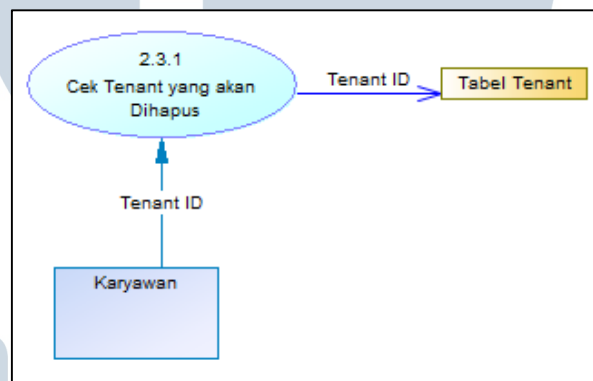 2.3.1
Cek Tenant yang akan
Dihapus
Tenant ID
Tabel Tenant
Tenant ID
Karyawan